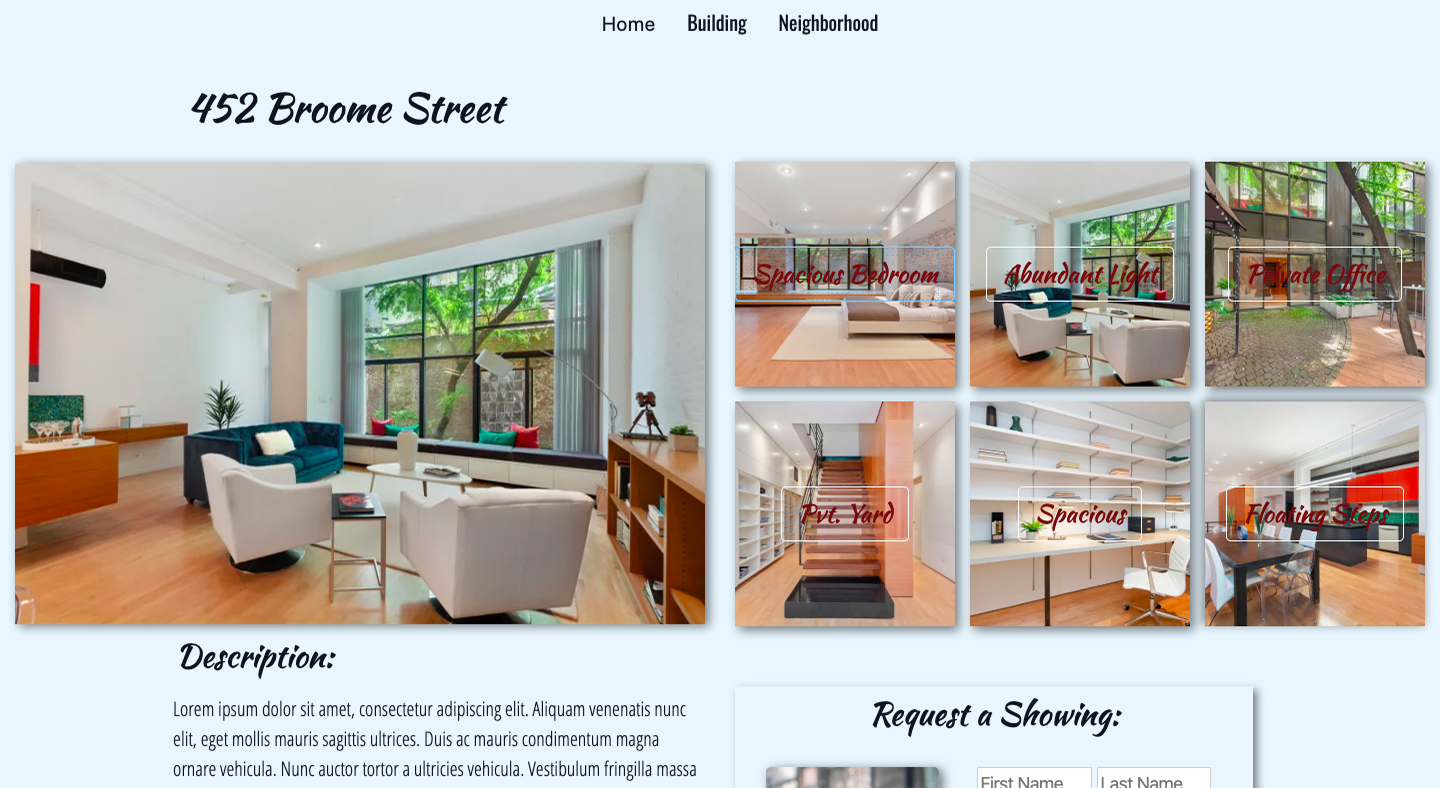 Home Building Neighborhood
452 Broome Street
Spacious Bedroom
Abundant Light
Private Office
Pvt. Yard
Spacious
Floating Steps
Description:
Lorem ipsum dolor sit amet, consectetur adipiscing elit. Aliquam venenatis nunc
elit, eget mollis mauris sagittis ultrices. Duis ac mauris condimentum magna
ornare vehicula. Nunc auctor tortor a ultricies vehicula. Vestibulum fringilla massa
Request a Showing:
First Name Last Name